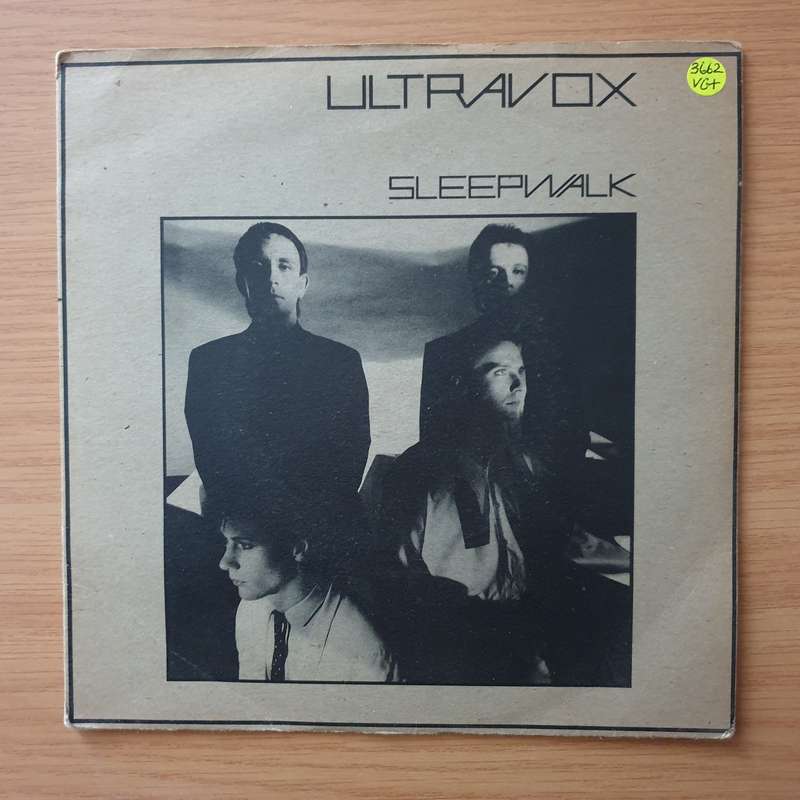 ULTRAVOX
3662
VG+
SLEEPWALK